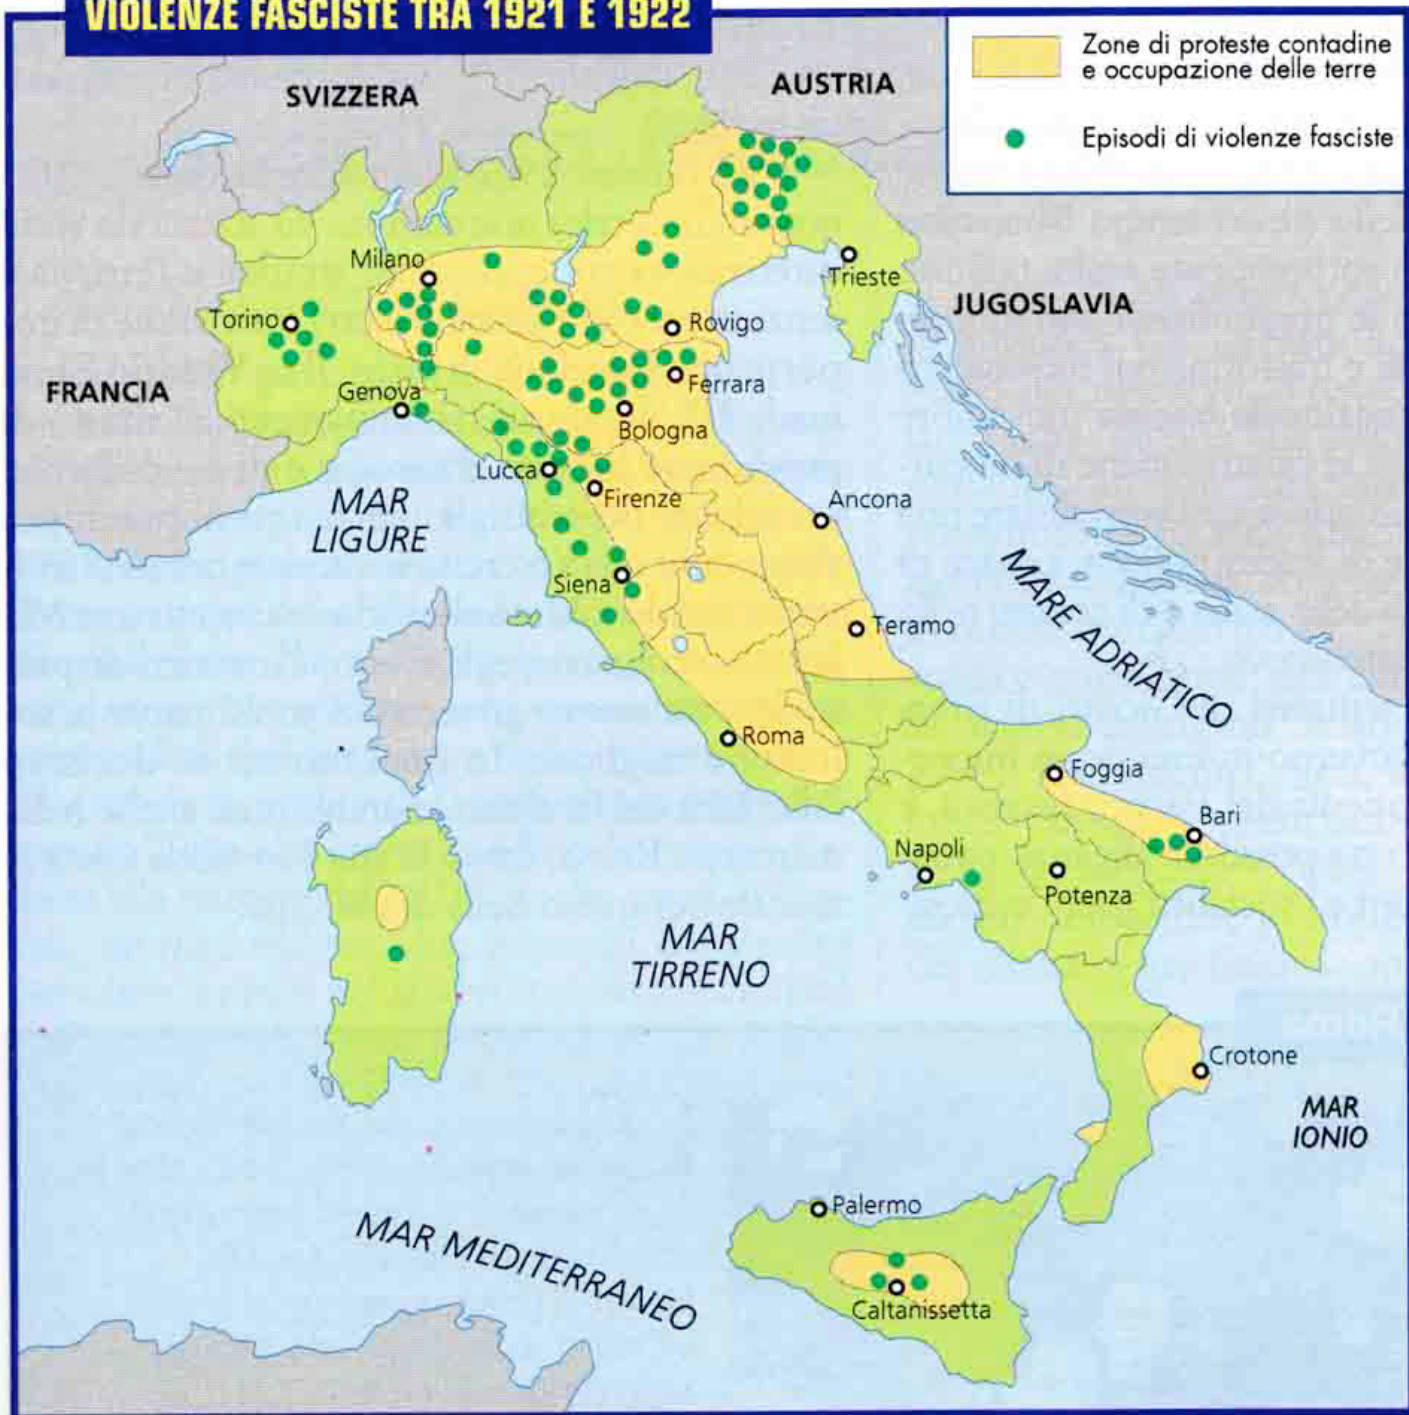 VIOLENZE FASCISTE TRA 1921 E 1922
Zone di proteste contadine
e occupazione delle terre
Episodi di violenze fasciste
SVIZZERA
AUSTRIA
Milano
Trieste
JUGOSLAVIA
Torino
Rovigo
FRANCIA
Genova
Ferrara
Bologna
Lucca
Firenze
Ancona
MAR
LIGURE
Siena
Teramo
MARE ADRIATICO
Roma
Foggia
Bari
Napoli
Potenza
MAR
TIRRENO
Crotone
MAR
IONIO
Palermo
MAR MEDITERRANEO
Caltanissetta